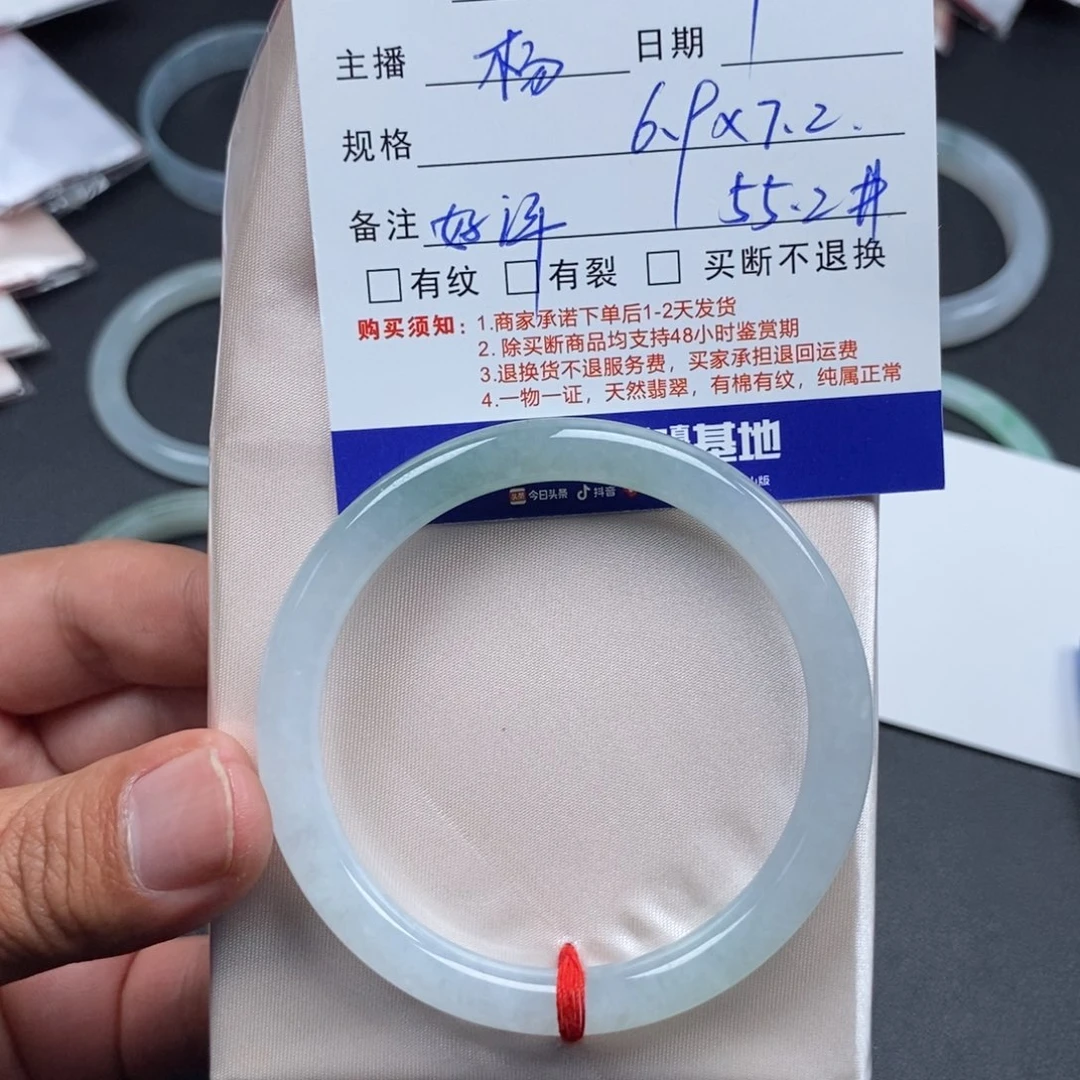 主播 杨 日期
规格 6.9×7.2.
备注 55.2#
□有纹 □有裂 □ 买断不退换
购买须知：1.商家承诺下单后1-2天发货
2. 除买断商品均支持48小时鉴赏期
3.退换货不退服务费，买家承担退回运费
4.一物一证，天然翡翠，有棉有纹，纯属正常
基地
头条 今日头条 抖音